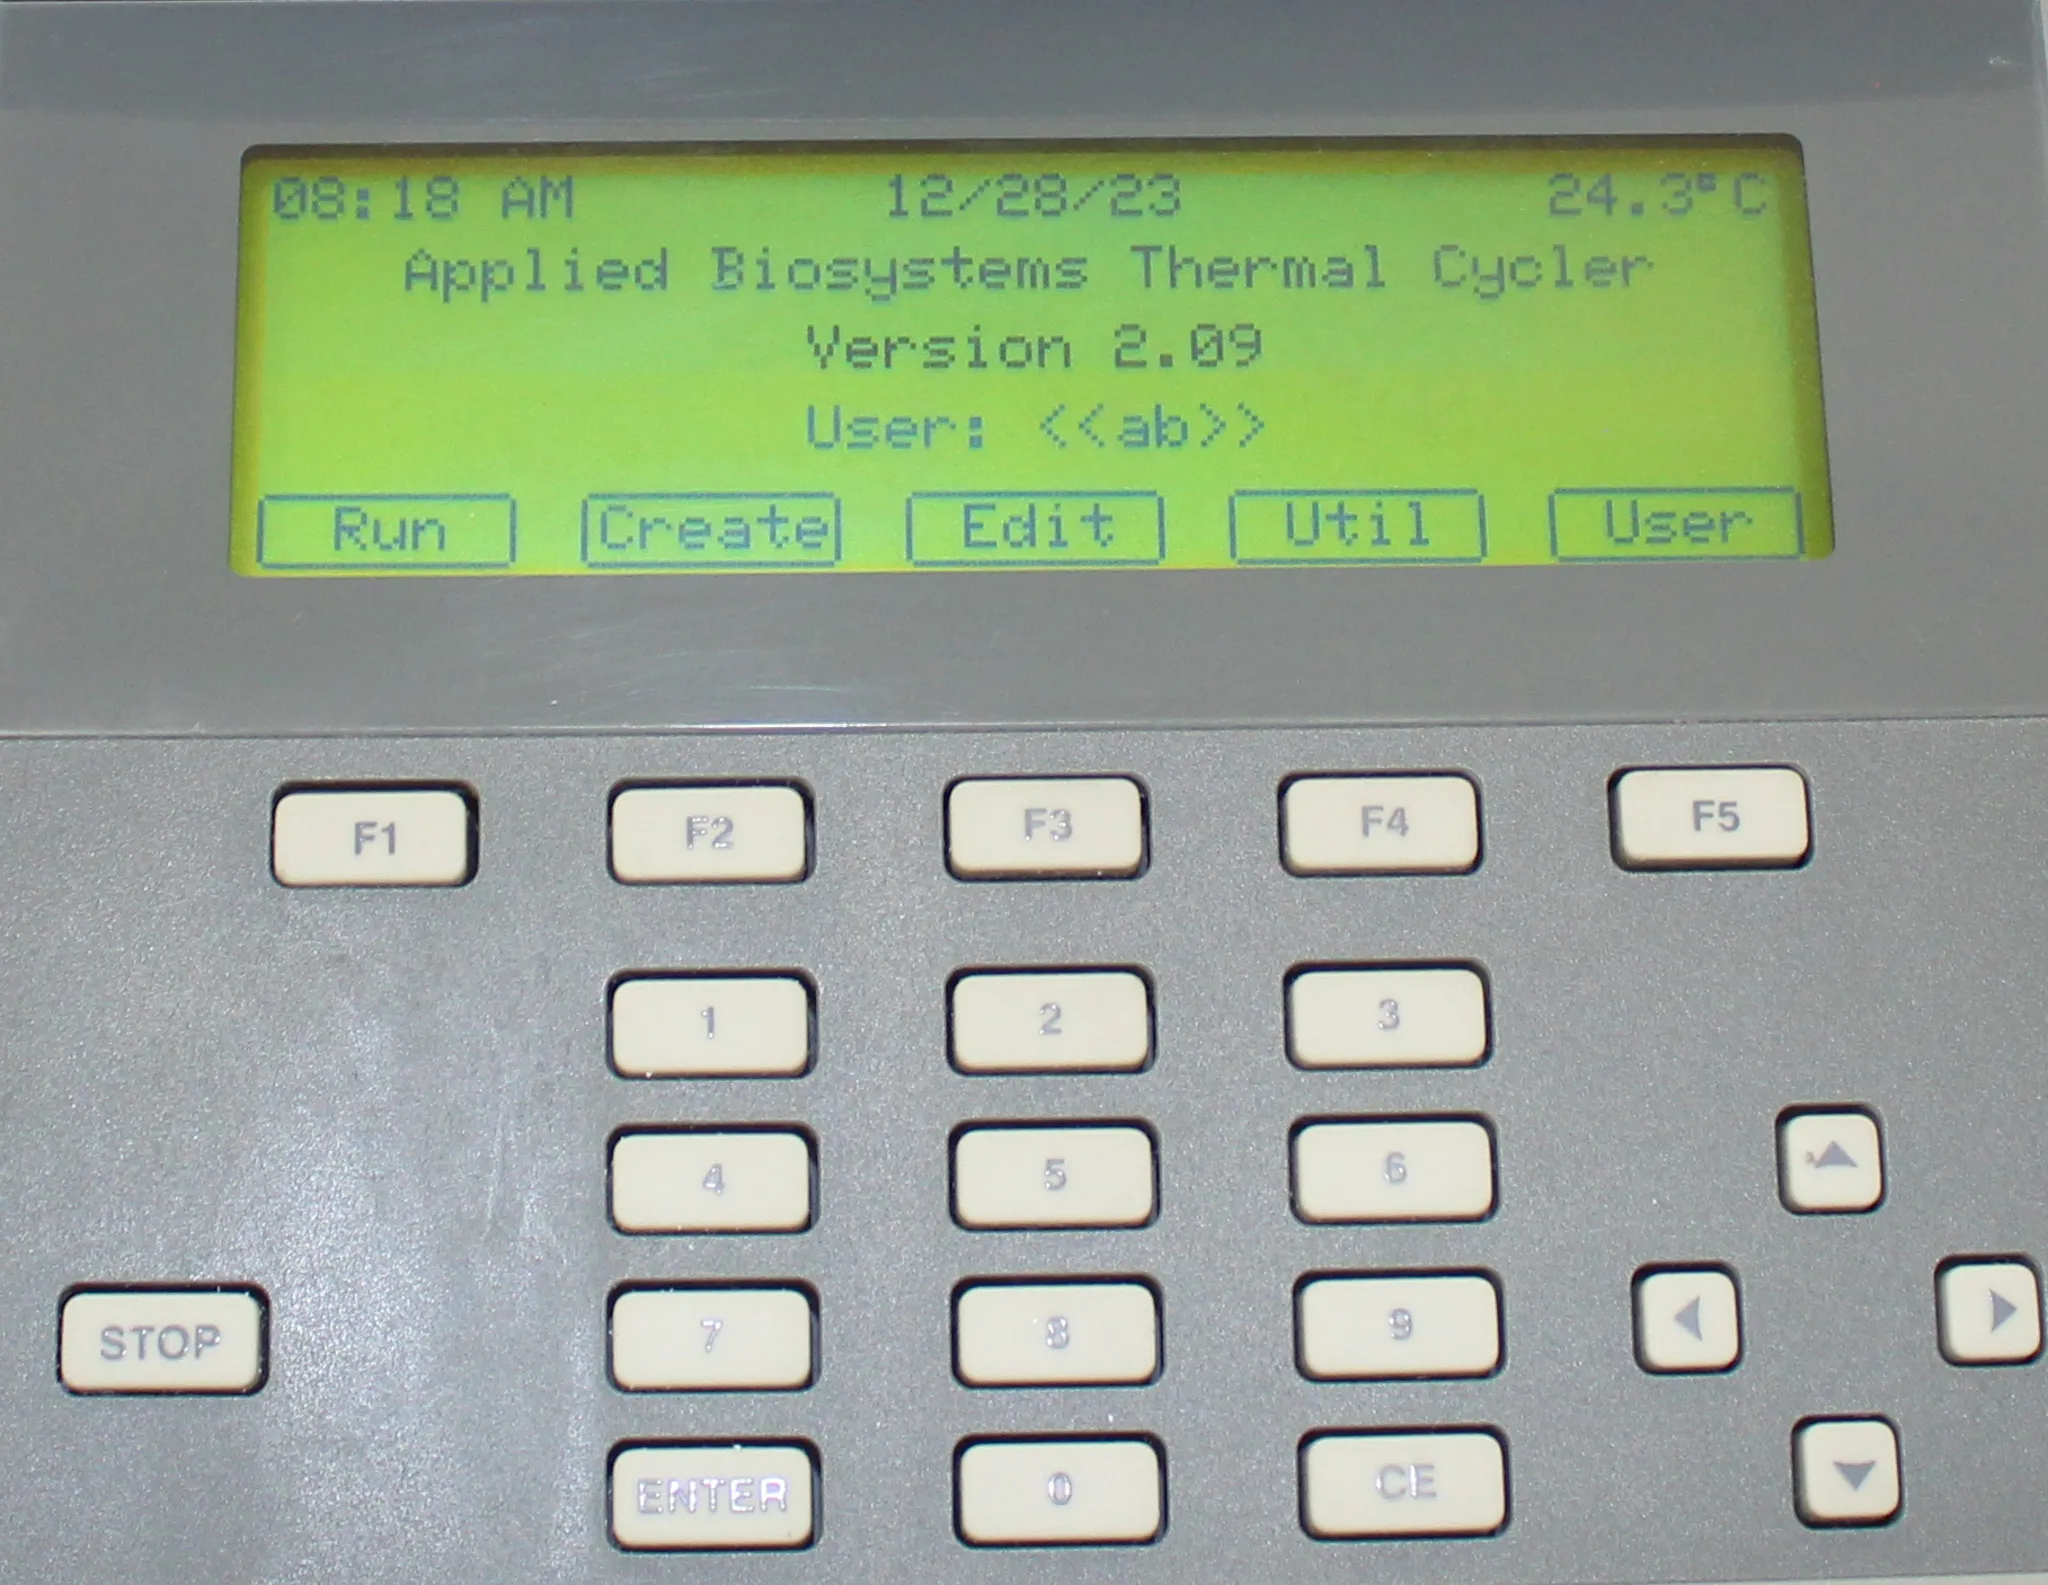 08:18 AM 12/28/23 24.3°C
Applied Biosystems Thermal Cycler
Version 2.09
User: <<ab>>
Run Create Edit Util User
F1 F2 F3 F4 F5
1 2 3
4 5 6
STOP 7 8 9
ENTER 0 CE